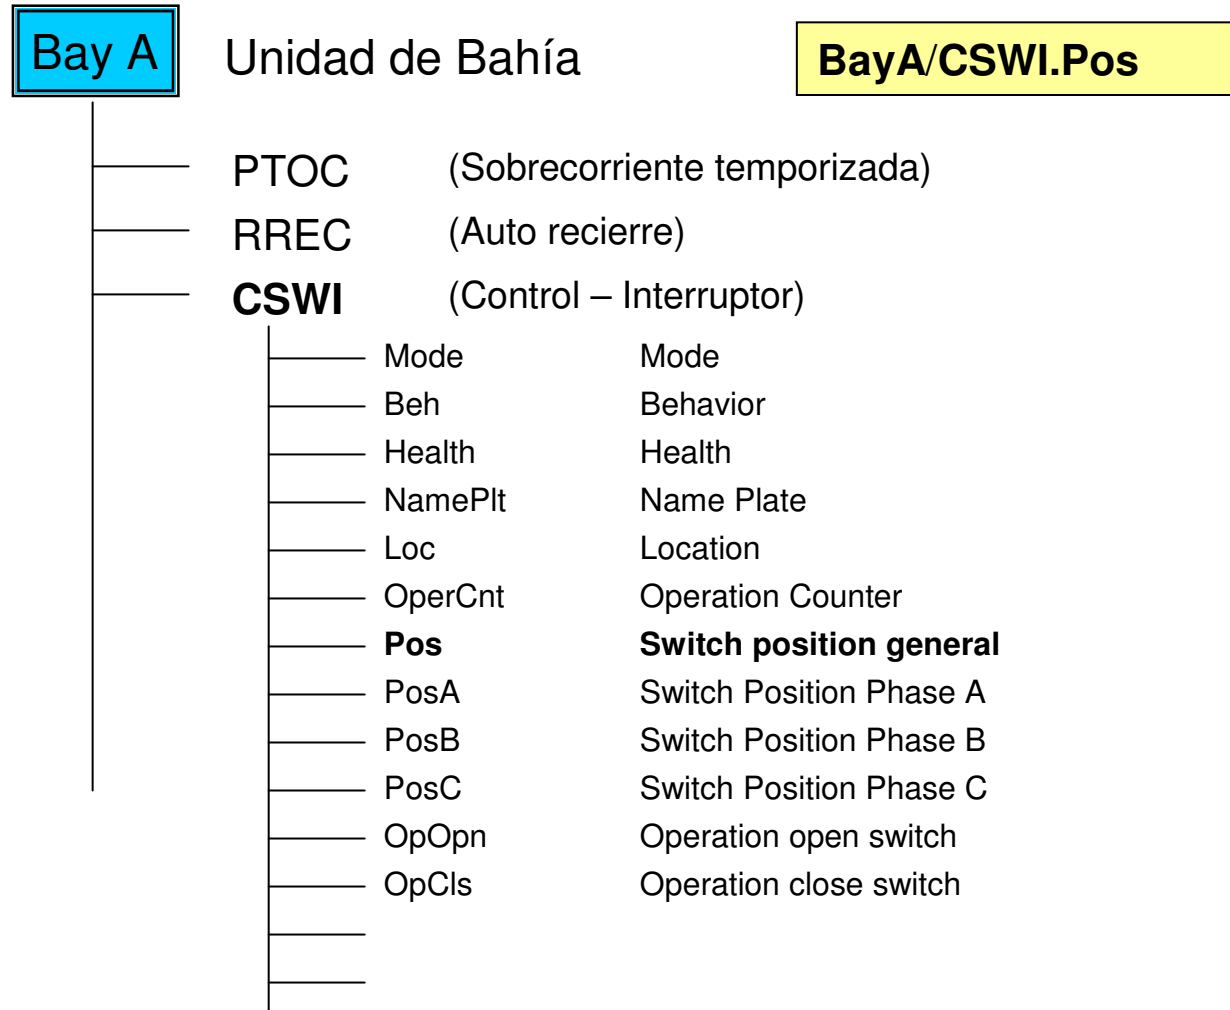 Bay A Unidad de Bahía BayA/CSWI.Pos
PTOC (Sobrecorriente temporizada)
RREC (Auto recierre)
CSWI (Control – Interruptor)
Mode Mode
Beh Behavior
Health Health
NamePlt Name Plate
Loc Location
OperCnt Operation Counter
Pos Switch position general
PosA Switch Position Phase A
PosB Switch Position Phase B
PosC Switch Position Phase C
OpOpn Operation open switch
OpCls Operation close switch